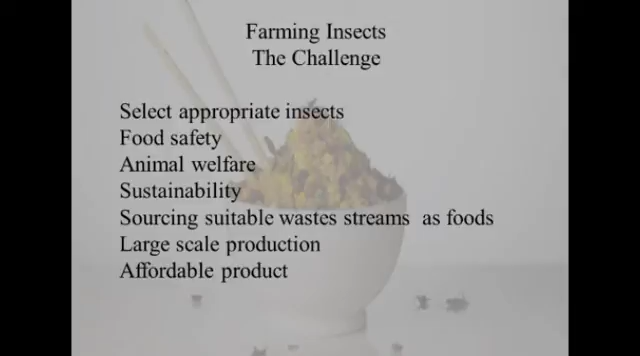 Farming Insects
The Challenge
Select appropriate insects
Food safety
Animal welfare
Sustainability
Sourcing suitable wastes streams as foods
Large scale production
Affordable product